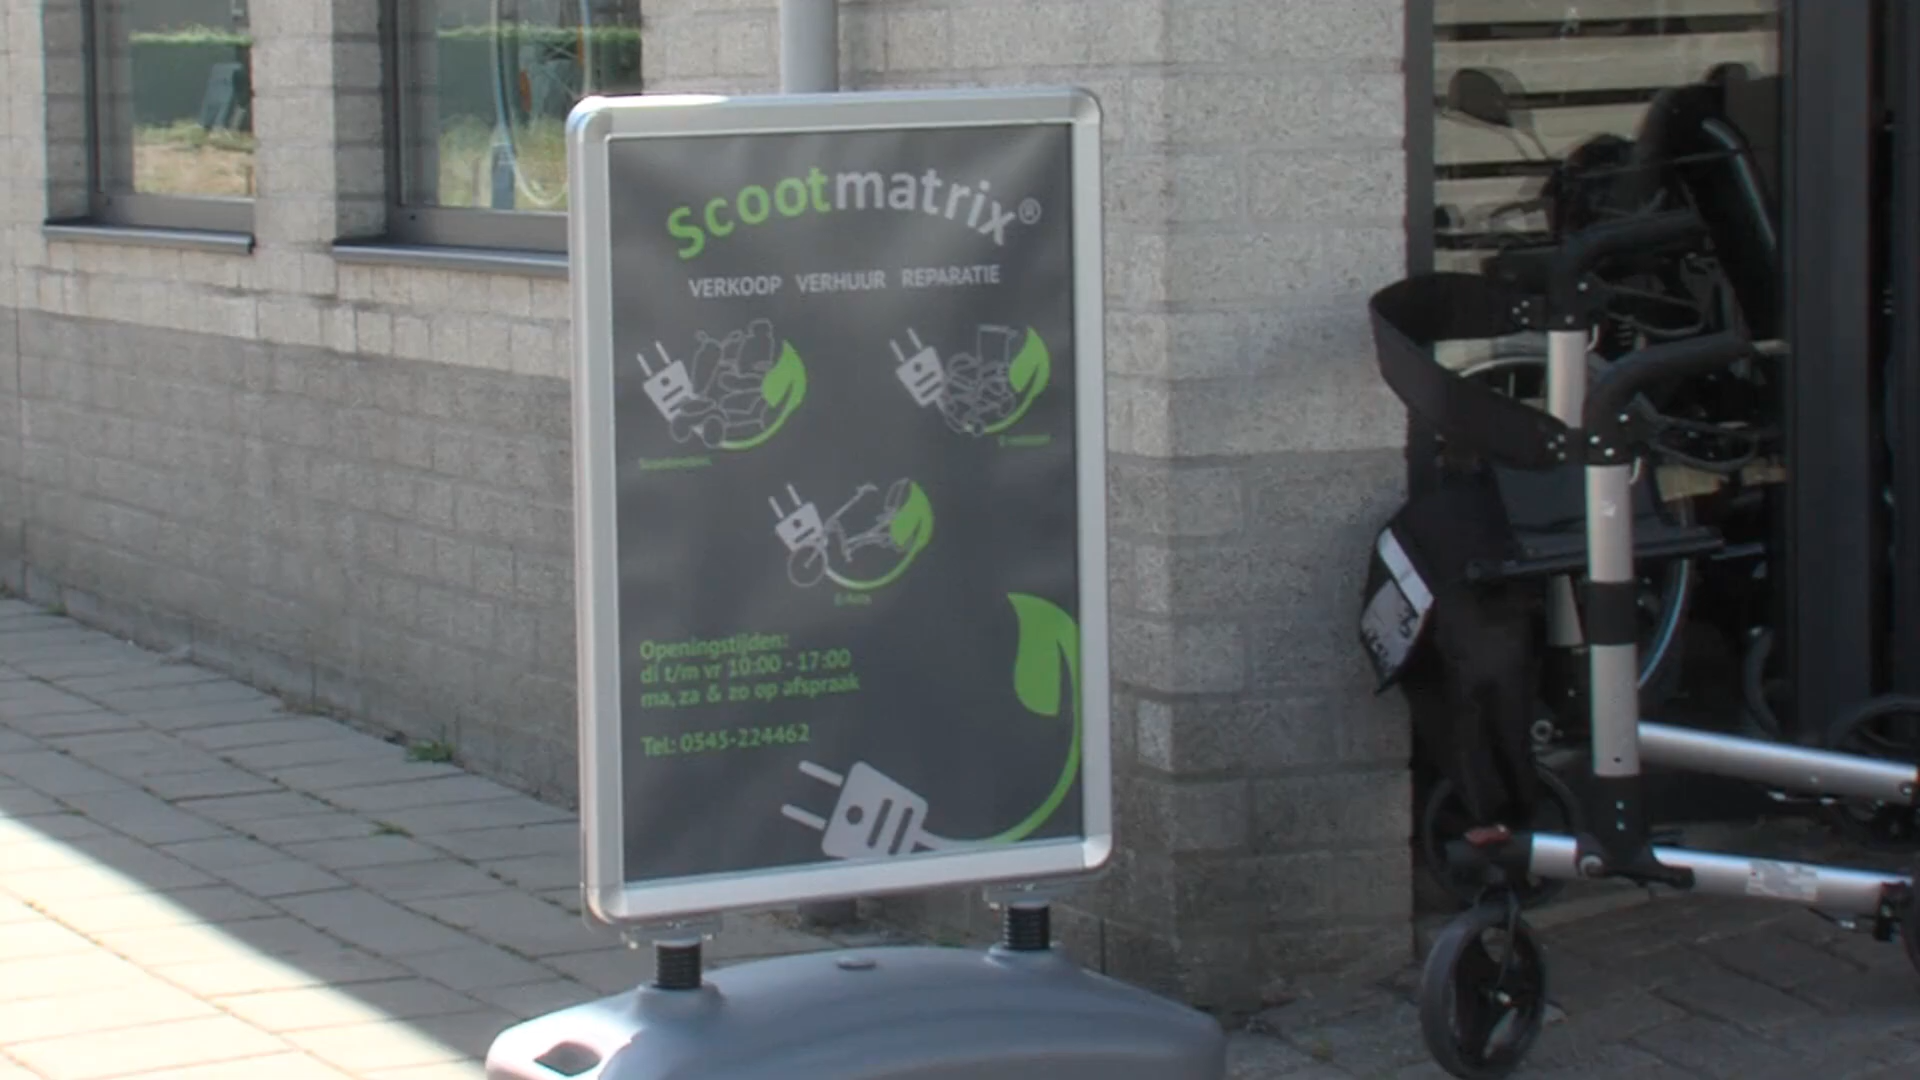 Scootmatrix®
VERKOOP VERHUUR REPARATIE
Openingstijden:
di t/m vr 10:00 - 17:00
ma, za & zo op afspraak
Tel: 0545-224462